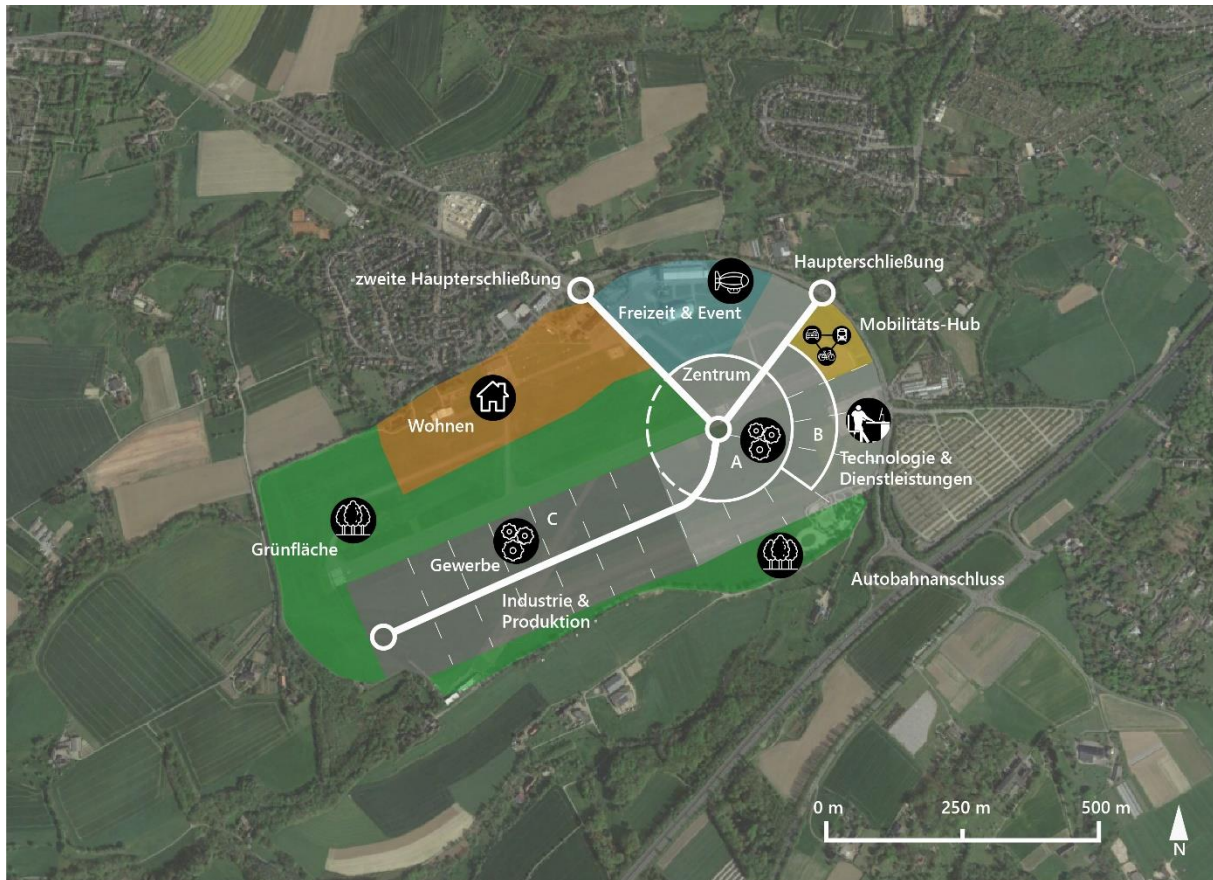 -zweite Haupterschließung
Haupterschließung
Freizeit & Event
Mobilitäts-Hub
Zentrum
Wohnen
A
B
Technologie &
Dienstleistungen
C
Grünfläche
Gewerbe
Autobahnanschluss
Industrie &
Produktion
0 m 250 m 500 m
N